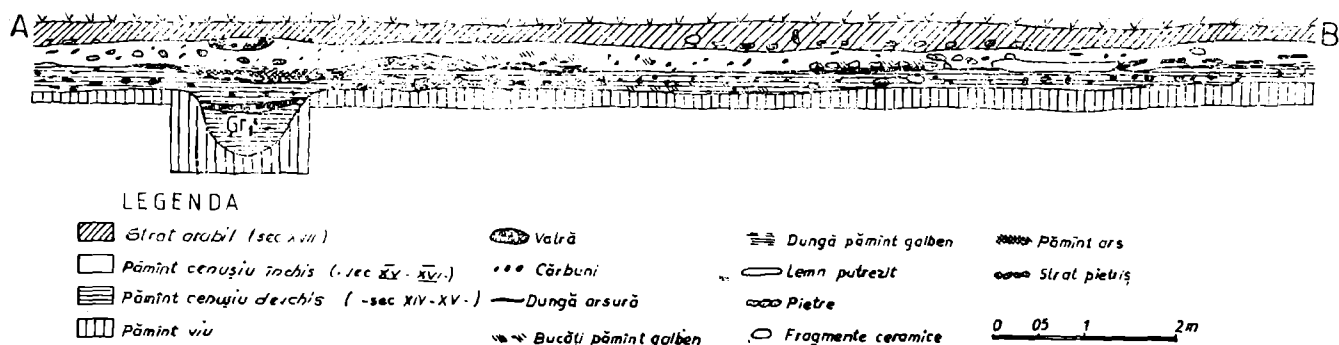 A B
Gr.
LEGENDA
Strat arabil (sec XVIII)
Pămînt cenușiu închis (-sec XV-XVI-)
Pămînt cenușiu deschis (-sec XIV-XV-)
Pămînt viu
Vatră
Cărbuni
Dungă arsură
Bucăți pămînt galben
Dungă pămînt galben
Lemn putrezit
Pietre
Fragmente ceramice
Pămînt ars
Strat pietriș
0 05 1 2m